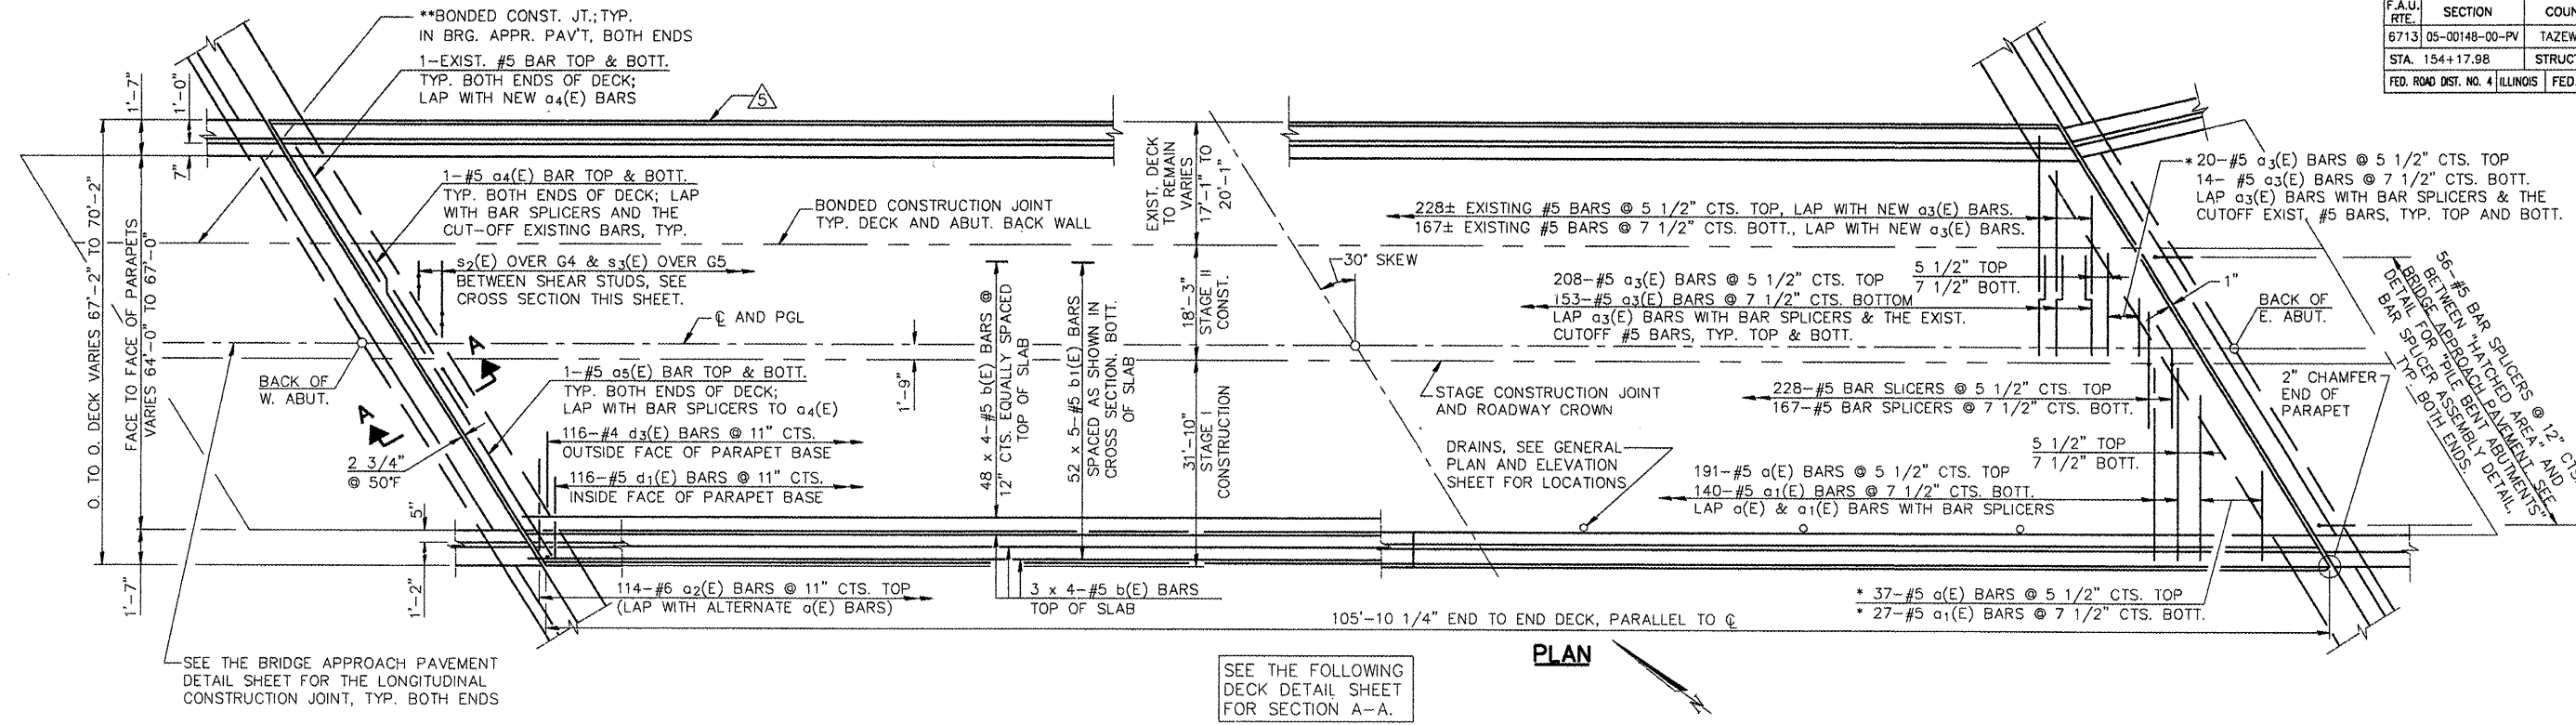 **BONDED CONST. JT.; TYP.
IN BRG. APPR. PAV'T, BOTH ENDS
1-EXIST. #5 BAR TOP & BOTT.
TYP. BOTH ENDS OF DECK;
LAP WITH NEW a4(E) BARS
5
F.A.U. RTE.
SECTION
6713
05-00148-00-PV
STA. 154+17.98
FED. ROAD DIST. NO. 4
ILLINOIS
FED.
1'-7"
1'-0"
7"
O. TO O. DECK VARIES 67'-2" TO 70'-2"
FACE TO FACE OF PARAPETS
VARIES 64'-0" TO 67'-0"
1-#5 a4(E) BAR TOP & BOTT.
TYP. BOTH ENDS OF DECK; LAP
WITH BAR SPLICERS AND THE
CUT-OFF EXISTING BARS, TYP.
BONDED CONSTRUCTION JOINT
TYP. DECK AND ABUT. BACK WALL
EXIST. DECK
TO REMAIN
VARIES
17'-1" TO
20'-1"
228± EXISTING #5 BARS @ 5 1/2" CTS. TOP, LAP WITH NEW a3(E) BARS.
167± EXISTING #5 BARS @ 7 1/2" CTS. BOTT., LAP WITH NEW a3(E) BARS.
* 20-#5 a3(E) BARS @ 5 1/2" CTS. TOP
14- #5 a3(E) BARS @ 7 1/2" CTS. BOTT.
LAP a3(E) BARS WITH BAR SPLICERS & THE
CUTOFF EXIST. #5 BARS, TYP. TOP AND BOTT.
s2(E) OVER G4 & s3(E) OVER G5
BETWEEN SHEAR STUDS, SEE
CROSS SECTION THIS SHEET.
30° SKEW
208-#5 a3(E) BARS @ 5 1/2" CTS. TOP
153-#5 a3(E) BARS @ 7 1/2" CTS. BOTTOM
LAP a3(E) BARS WITH BAR SPLICERS & THE EXIST.
CUTOFF #5 BARS, TYP. TOP & BOTT.
5 1/2" TOP
7 1/2" BOTT.
1"
BACK OF
E. ABUT.
56-#5 BAR SPLICERS @ 12" CTS.
BETWEEN "HATCHED AREA" AND
BRIDGE APPROACH PAVEMENT. SEE
DETAIL FOR "PILE BENT ABUTMENTS"
BAR SPLICER ASSEMBLY DETAIL.
TYP. BOTH ENDS.
℄ AND PGL
18'-3"
STAGE II
CONST.
A
A
BACK OF
W. ABUT.
1-#5 a5(E) BAR TOP & BOTT.
TYP. BOTH ENDS OF DECK;
LAP WITH BAR SPLICERS TO a4(E)
1'-9"
48 x 4-#5 b(E) BARS @
12" CTS. EQUALLY SPACED
TOP OF SLAB
52 x 5-#5 b1(E) BARS
SPACED AS SHOWN IN
CROSS SECTION. BOTT.
OF SLAB
31'-10"
STAGE I
CONSTRUCTION
STAGE CONSTRUCTION JOINT
AND ROADWAY CROWN
228-#5 BAR SLICERS @ 5 1/2" CTS. TOP
167-#5 BAR SPLICERS @ 7 1/2" CTS. BOTT.
2" CHAMFER
END OF
PARAPET
116-#4 d3(E) BARS @ 11" CTS.
OUTSIDE FACE OF PARAPET BASE
116-#5 d1(E) BARS @ 11" CTS.
INSIDE FACE OF PARAPET BASE
2 3/4"
@ 50°F
DRAINS, SEE GENERAL
PLAN AND ELEVATION
SHEET FOR LOCATIONS
5 1/2" TOP
7 1/2" BOTT.
191-#5 a(E) BARS @ 5 1/2" CTS. TOP
140-#5 a1(E) BARS @ 7 1/2" CTS. BOTT.
LAP a(E) & a1(E) BARS WITH BAR SPLICERS
5"
1'-7"
1'-2"
114-#6 a2(E) BARS @ 11" CTS. TOP
(LAP WITH ALTERNATE a(E) BARS)
3 x 4-#5 b(E) BARS
TOP OF SLAB
* 37-#5 a(E) BARS @ 5 1/2" CTS. TOP
* 27-#5 a1(E) BARS @ 7 1/2" CTS. BOTT.
105'-10 1/4" END TO END DECK, PARALLEL TO ℄
SEE THE BRIDGE APPROACH PAVEMENT
DETAIL SHEET FOR THE LONGITUDINAL
CONSTRUCTION JOINT, TYP. BOTH ENDS
SEE THE FOLLOWING
DECK DETAIL SHEET
FOR SECTION A-A.
PLAN
N